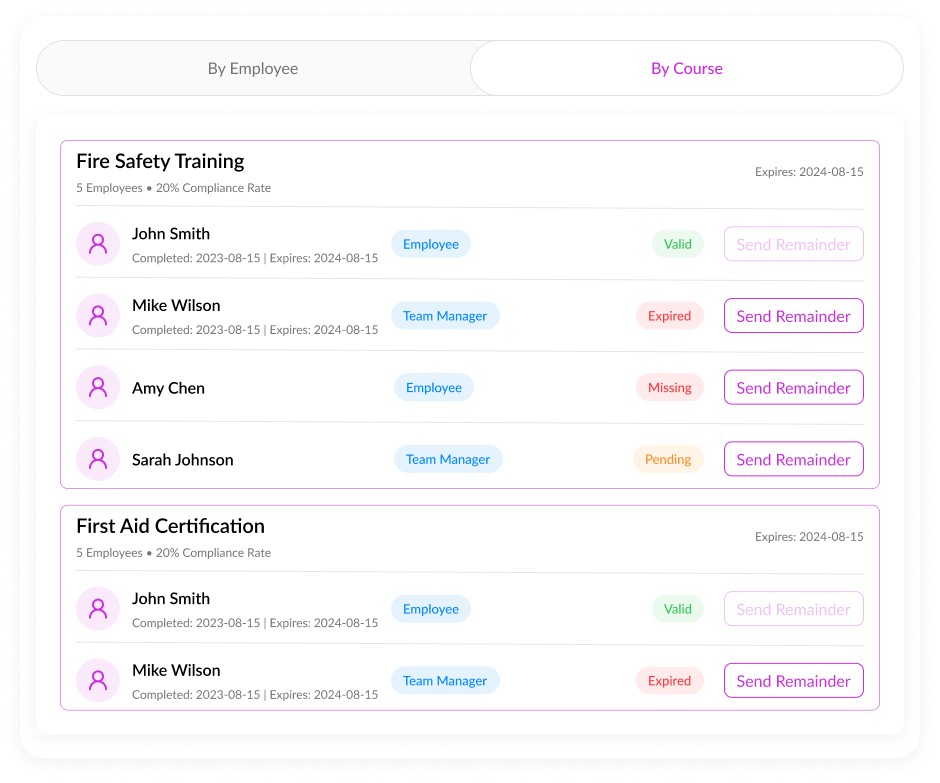 By Employee
By Course
Fire Safety Training
5 Employees • 20% Compliance Rate
Expires: 2024-08-15
John Smith
Completed: 2023-08-15 | Expires: 2024-08-15
Employee
Valid
Send Remainder
Mike Wilson
Completed: 2023-08-15 | Expires: 2024-08-15
Team Manager
Expired
Send Remainder
Amy Chen
Employee
Missing
Send Remainder
Sarah Johnson
Team Manager
Pending
Send Remainder
First Aid Certification
5 Employees • 20% Compliance Rate
Expires: 2024-08-15
John Smith
Completed: 2023-08-15 | Expires: 2024-08-15
Employee
Valid
Send Remainder
Mike Wilson
Completed: 2023-08-15 | Expires: 2024-08-15
Team Manager
Expired
Send Remainder